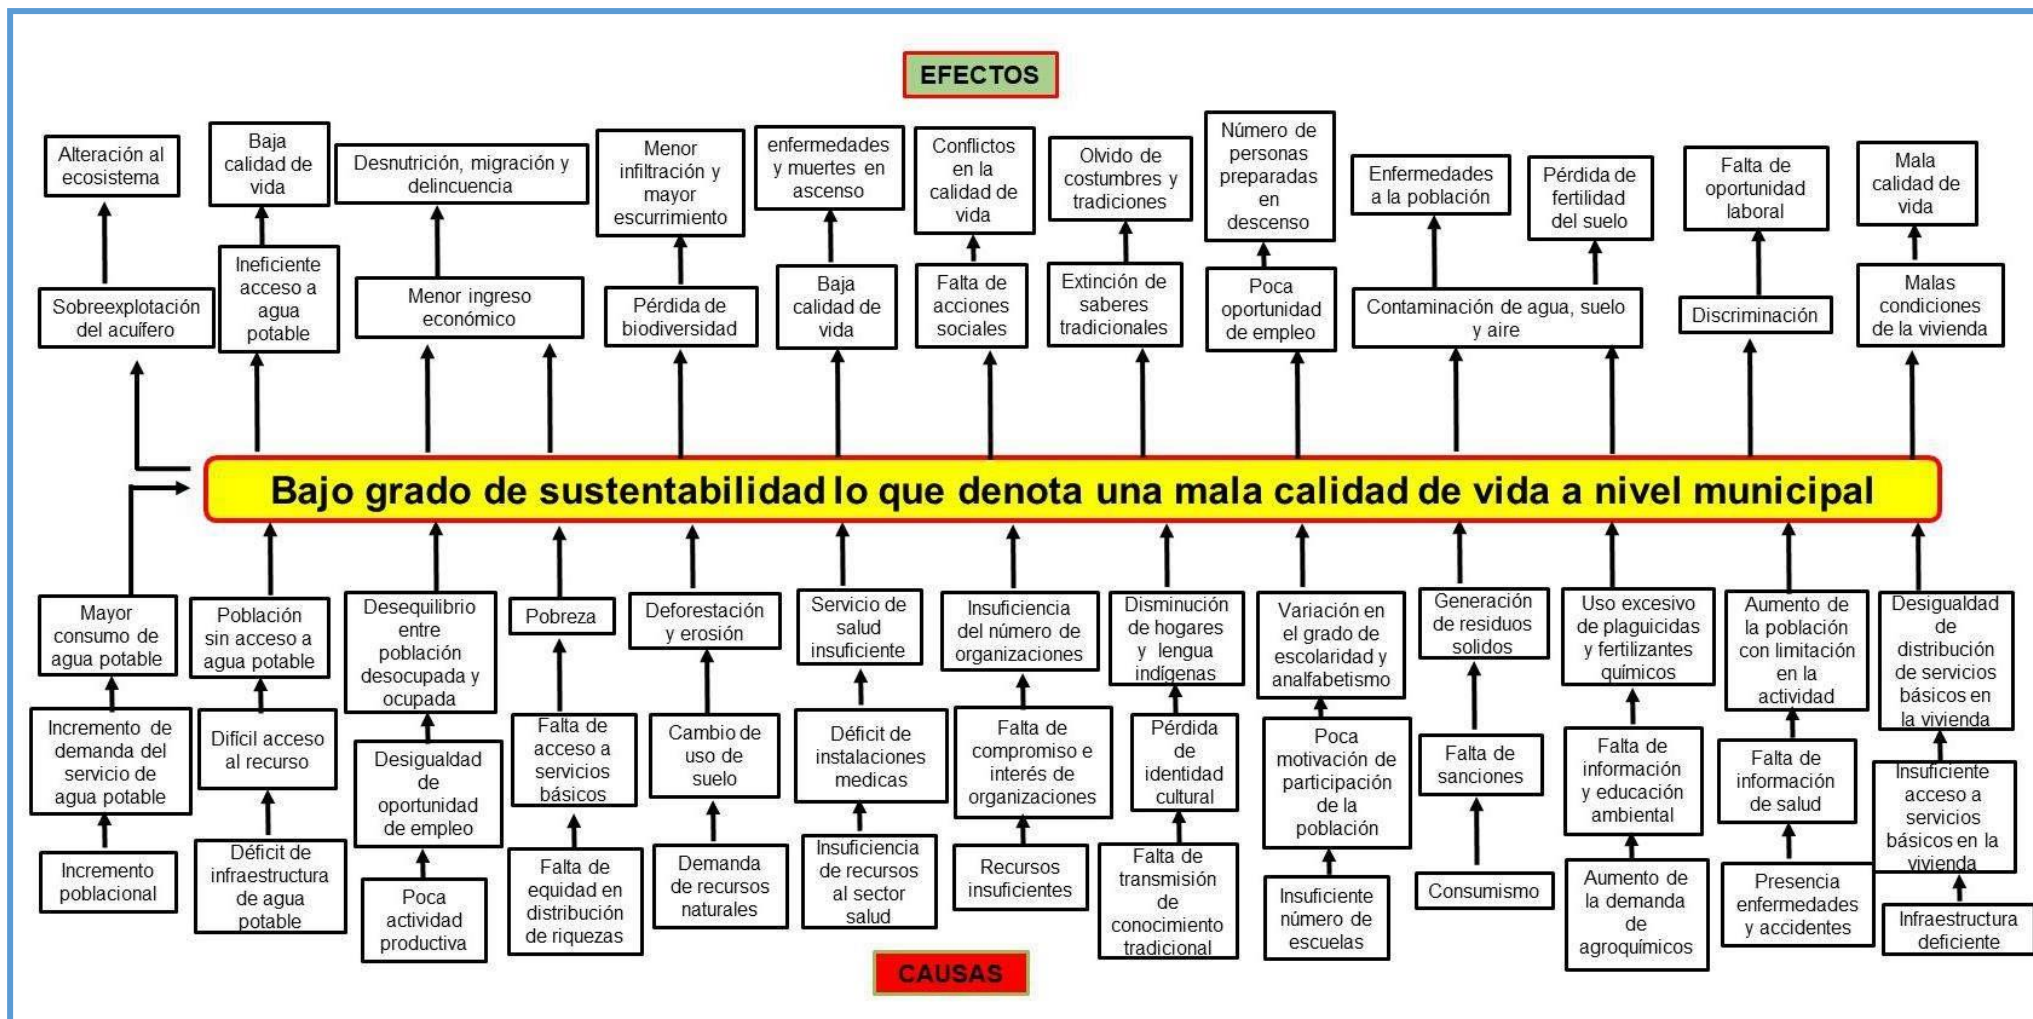 EFECTOS
Alteración al
ecosistema
Baja
calidad de
vida
Desnutrición, migración y
delincuencia
Menor
infiltración y
mayor
escurrimiento
enfermedades
y muertes en
ascenso
Conflictos
en la
calidad de
vida
Olvido de
costumbres y
tradiciones
Número de
personas
preparadas
en
descenso
Enfermedades
a la población
Pérdida de
fertilidad
del suelo
Falta de
oportunidad
laboral
Mala
calidad de
vida
Sobreexplotación
del acuífero
Ineficiente
acceso a
agua
potable
Menor ingreso
económico
Pérdida de
biodiversidad
Baja
calidad de
vida
Falta de
acciones
sociales
Extinción de
saberes
tradicionales
Poca
oportunidad
de empleo
Contaminación de agua, suelo
y aire
Discriminación
Malas
condiciones
de la vivienda
Bajo grado de sustentabilidad lo que denota una mala calidad de vida a nivel municipal
Mayor
consumo de
agua potable
Población
sin acceso a
agua potable
Desequilibrio
entre
población
desocupada y
ocupada
Pobreza
Deforestación
y erosión
Servicio de
salud
insuficiente
Insuficiencia
del número de
organizaciones
Disminución
de hogares
y lengua
indígenas
Variación en
el grado de
escolaridad y
analfabetismo
Generación
de residuos
solidos
Uso excesivo
de plaguicidas
y fertilizantes
químicos
Aumento de
la población
con limitación
en la
actividad
Desigualdad
de
distribución
de servicios
básicos en
la vivienda
Incremento de
demanda del
servicio de
agua potable
Difícil acceso
al recurso
Desigualdad
de
oportunidad
de empleo
Falta de
acceso a
servicios
básicos
Cambio de
uso de
suelo
Déficit de
instalaciones
medicas
Falta de
compromiso e
interés de
organizaciones
Pérdida
de
identidad
cultural
Poca
motivación de
participación
de la
población
Falta de
sanciones
Falta de
información
y educación
ambiental
Falta de
información
de salud
Insuficiente
acceso a
servicios
básicos en la
vivienda
Incremento
poblacional
Déficit de
infraestructura
de agua
potable
Poca
actividad
productiva
Falta de
equidad en
distribución
de riquezas
Demanda
de recursos
naturales
Insuficiencia
de recursos
al sector
salud
Recursos
insuficientes
Falta de
transmisión
de
conocimiento
tradicional
Insuficiente
número de
escuelas
Consumismo
Aumento de
la demanda
de
agroquímicos
Presencia
enfermedades
y accidentes
Infraestructura
deficiente
CAUSAS